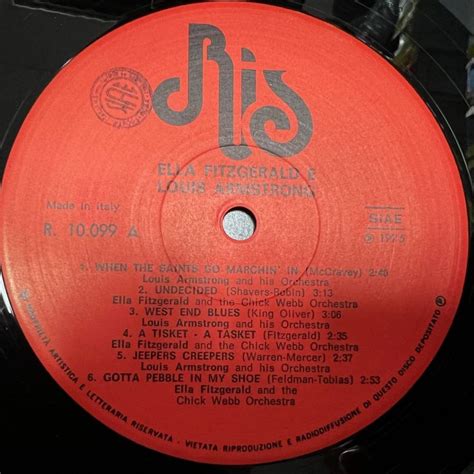 Ris
ELLA FITZGERALD E
LOUIS ARMSTRONG
Made in Italy
R. 10.099 A
SIAE
℗ 1975
1. WHEN THE SAINTS GO MARCHIN' IN (McCravey) 2:40
Louis Armstrong and his Orchestra
2. UNDECIDED (Shavers-Robin) 3:13
Ella Fitzgerald and the Chick Webb Orchestra
3. WEST END BLUES (King Oliver) 3:06
Louis Armstrong and his Orchestra
4. A TISKET - A TASKET (Fitzgerald) 2:35
Ella Fitzgerald and the Chick Webb Orchestra
5. JEEPERS CREEPERS (Warren-Mercer) 2:37
Louis Armstrong and his Orchestra
6. GOTTA PEBBLE IN MY SHOE (Feldman-Tobias) 2:53
Ella Fitzgerald and the
Chick Webb Orchestra
PROPRIETÀ ARTISTICA E LETTERARIA RISERVATA - VIETATA RIPRODUZIONE E RADIODIFFUSIONE DI QUESTO DISCO DEPOSITATO